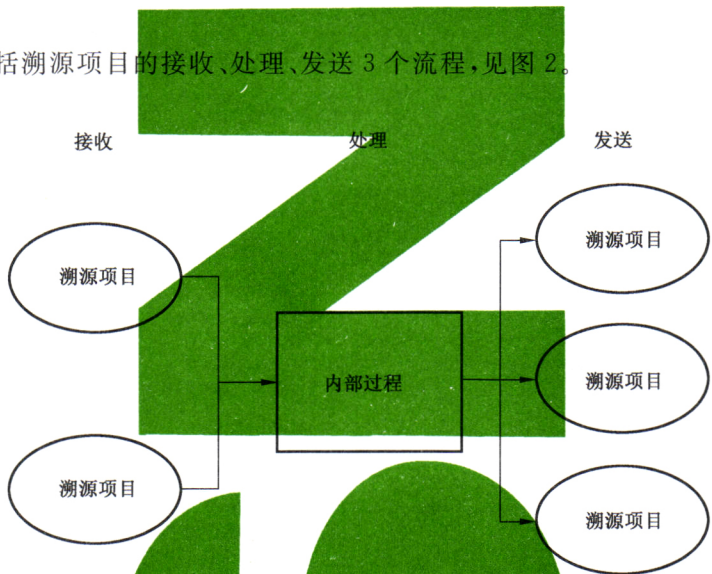 括溯源项目的接收、处理、发送 3 个流程,见图 2。
接收 处理 发送
溯源项目
溯源项目
内部过程
溯源项目
溯源项目
溯源项目